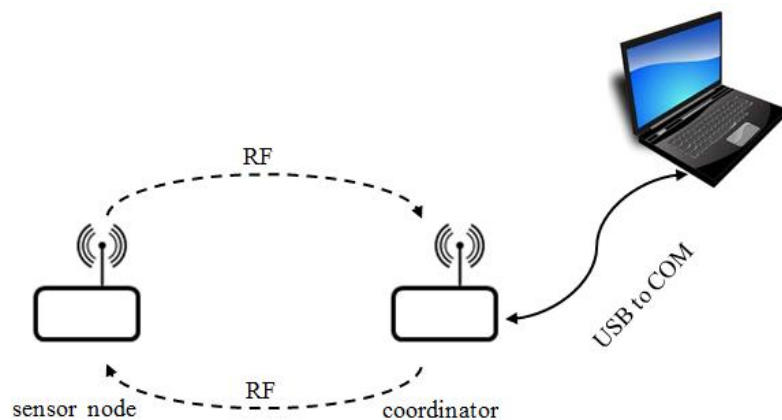 RF
USB to COM
RF
sensor node
coordinator